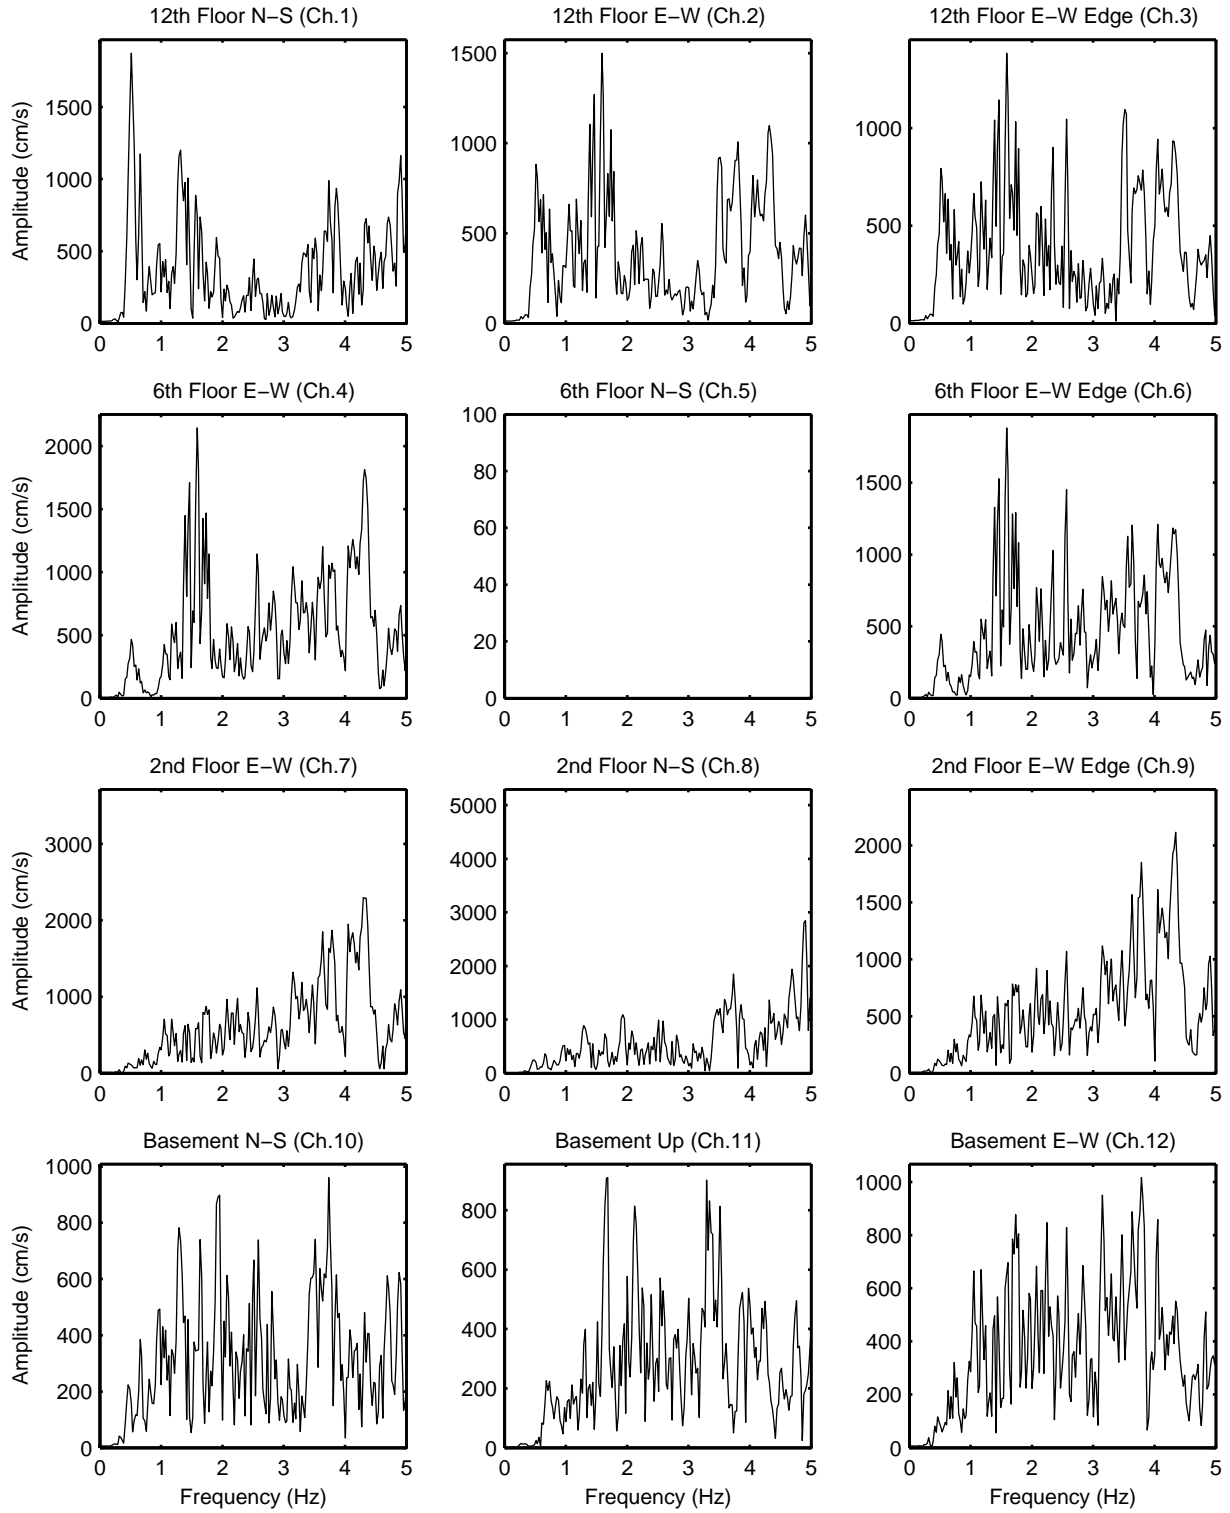 12th Floor N−S (Ch.1)
12th Floor E−W (Ch.2)
12th Floor E−W Edge (Ch.3)
Amplitude (cm/s)
1500
1000
500
0
0 1 2 3 4 5
1500
1000
500
0
0 1 2 3 4 5
1000
500
0
0 1 2 3 4 5
6th Floor E−W (Ch.4)
6th Floor N−S (Ch.5)
6th Floor E−W Edge (Ch.6)
Amplitude (cm/s)
2000
1500
1000
500
0
0 1 2 3 4 5
100
80
60
40
20
0
0 1 2 3 4 5
1500
1000
500
0
0 1 2 3 4 5
2nd Floor E−W (Ch.7)
2nd Floor N−S (Ch.8)
2nd Floor E−W Edge (Ch.9)
Amplitude (cm/s)
3000
2000
1000
0
0 1 2 3 4 5
5000
4000
3000
2000
1000
0
0 1 2 3 4 5
2000
1500
1000
500
0
0 1 2 3 4 5
Basement N−S (Ch.10)
Basement Up (Ch.11)
Basement E−W (Ch.12)
Amplitude (cm/s)
1000
800
600
400
200
0
0 1 2 3 4 5
Frequency (Hz)
800
600
400
200
0
0 1 2 3 4 5
Frequency (Hz)
1000
800
600
400
200
0
0 1 2 3 4 5
Frequency (Hz)